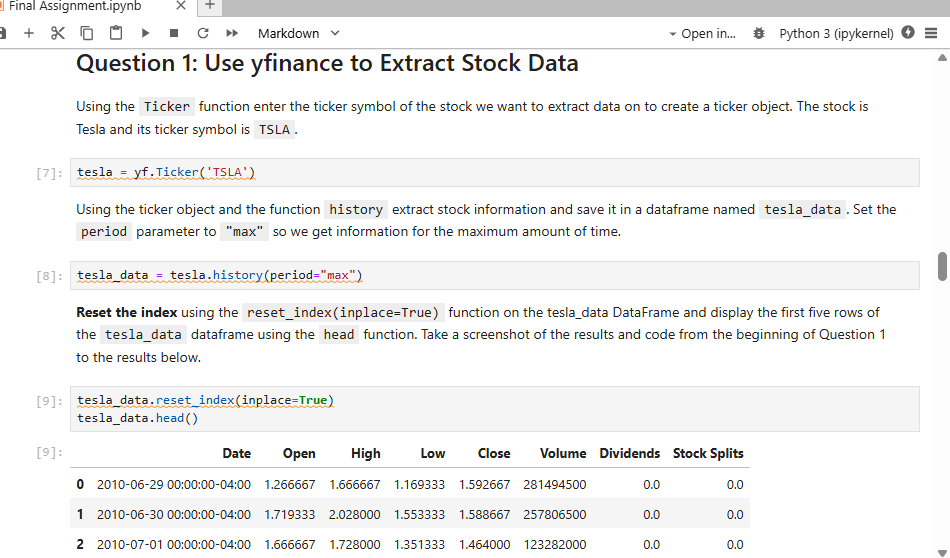 Final Assignment.ipynb
Markdown
Open in...
Python 3 (ipykernel)
Question 1: Use yfinance to Extract Stock Data
Using the Ticker function enter the ticker symbol of the stock we want to extract data on to create a ticker object. The stock is
Tesla and its ticker symbol is TSLA.
[7]: tesla = yf.Ticker('TSLA')
Using the ticker object and the function history extract stock information and save it in a dataframe named tesla_data. Set the
period parameter to "max" so we get information for the maximum amount of time.
[8]: tesla_data = tesla.history(period="max")
Reset the index using the reset_index(inplace=True) function on the tesla_data DataFrame and display the first five rows of
the tesla_data dataframe using the head function. Take a screenshot of the results and code from the beginning of Question 1
to the results below.
[9]: tesla_data.reset_index(inplace=True)
tesla_data.head()
[9]: Date Open High Low Close Volume Dividends Stock Splits
0 2010-06-29 00:00:00-04:00 1.266667 1.666667 1.169333 1.592667 281494500 0.0 0.0
1 2010-06-30 00:00:00-04:00 1.719333 2.028000 1.553333 1.588667 257806500 0.0 0.0
2 2010-07-01 00:00:00-04:00 1.666667 1.728000 1.351333 1.464000 123282000 0.0 0.0